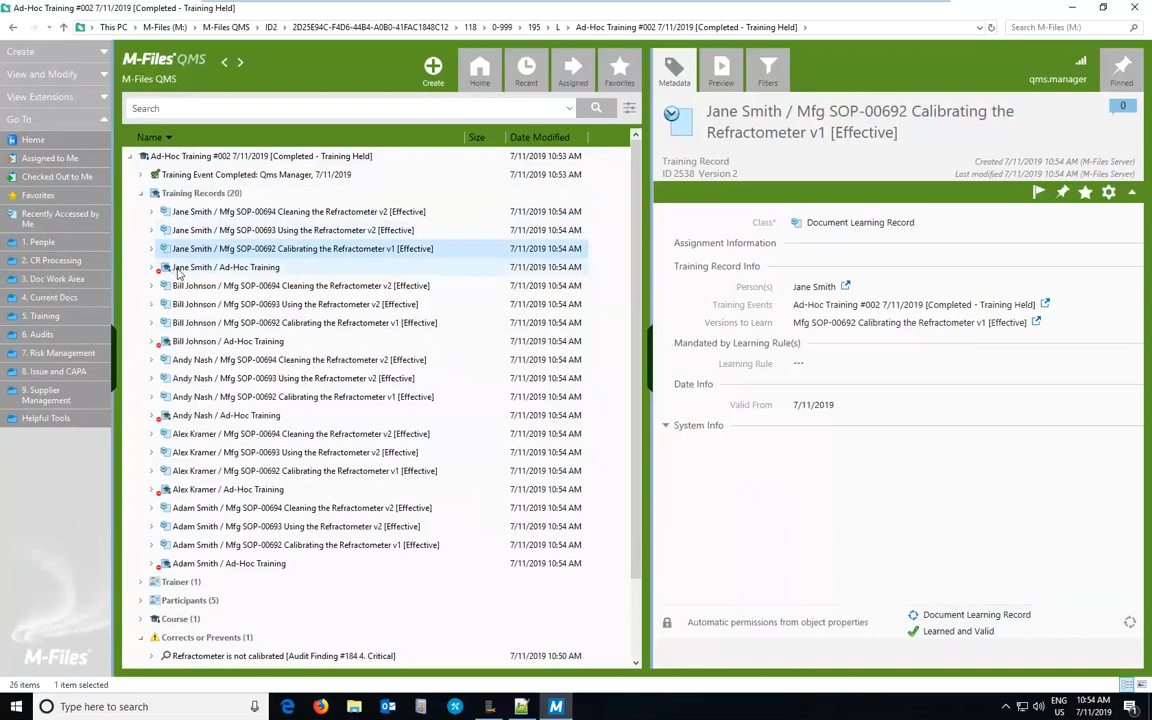 Ad-Hoc Training #002 7/11/2019 [Completed - Training Held]
This PC › M-Files (M:) › M-Files QMS › ID2 › 2D25E94C-F4D6-44B4-A0B0-41FAC1848C12 › 118 › 0-999 › 195 › L › Ad-Hoc Training #002 7/11/2019 [Completed - Training Held] ›
Search M-Files (M:)
Create
View and Modify
View Extensions
Go To
Home
Assigned to Me
Checked Out to Me
Favorites
Recently Accessed by
Me
1. People
2. CR Processing
3. Doc Work Area
4. Current Docs
5. Training
6. Audits
7. Risk Management
8. Issue and CAPA
9. Supplier
Management
Helpful Tools
M-Files
M-Files QMS
M-Files QMS
Create
Home
Recent
Assigned
Favorites
Search
Name Size Date Modified
Ad-Hoc Training #002 7/11/2019 [Completed - Training Held] 7/11/2019 10:53 AM
Training Event Completed: Qms Manager, 7/11/2019 7/11/2019 10:53 AM
Training Records (20)
Jane Smith / Mfg SOP-00694 Cleaning the Refractometer v2 [Effective] 7/11/2019 10:54 AM
Jane Smith / Mfg SOP-00693 Using the Refractometer v2 [Effective] 7/11/2019 10:54 AM
Jane Smith / Mfg SOP-00692 Calibrating the Refractometer v1 [Effective] 7/11/2019 10:54 AM
Jane Smith / Ad-Hoc Training 7/11/2019 10:54 AM
Bill Johnson / Mfg SOP-00694 Cleaning the Refractometer v2 [Effective] 7/11/2019 10:54 AM
Bill Johnson / Mfg SOP-00693 Using the Refractometer v2 [Effective] 7/11/2019 10:54 AM
Bill Johnson / Mfg SOP-00692 Calibrating the Refractometer v1 [Effective] 7/11/2019 10:54 AM
Bill Johnson / Ad-Hoc Training 7/11/2019 10:54 AM
Andy Nash / Mfg SOP-00694 Cleaning the Refractometer v2 [Effective] 7/11/2019 10:54 AM
Andy Nash / Mfg SOP-00693 Using the Refractometer v2 [Effective] 7/11/2019 10:54 AM
Andy Nash / Mfg SOP-00692 Calibrating the Refractometer v1 [Effective] 7/11/2019 10:54 AM
Andy Nash / Ad-Hoc Training 7/11/2019 10:54 AM
Alex Kramer / Mfg SOP-00694 Cleaning the Refractometer v2 [Effective] 7/11/2019 10:54 AM
Alex Kramer / Mfg SOP-00693 Using the Refractometer v2 [Effective] 7/11/2019 10:54 AM
Alex Kramer / Mfg SOP-00692 Calibrating the Refractometer v1 [Effective] 7/11/2019 10:54 AM
Alex Kramer / Ad-Hoc Training 7/11/2019 10:54 AM
Adam Smith / Mfg SOP-00694 Cleaning the Refractometer v2 [Effective] 7/11/2019 10:54 AM
Adam Smith / Mfg SOP-00693 Using the Refractometer v2 [Effective] 7/11/2019 10:54 AM
Adam Smith / Mfg SOP-00692 Calibrating the Refractometer v1 [Effective] 7/11/2019 10:54 AM
Adam Smith / Ad-Hoc Training 7/11/2019 10:54 AM
Trainer (1)
Participants (5)
Course (1)
Corrects or Prevents (1)
Refractometer is not calibrated [Audit Finding #184 4. Critical] 7/11/2019 10:50 AM
Metadata
Preview
Filters
qms.manager
Pinned
Jane Smith / Mfg SOP-00692 Calibrating the
Refractometer v1 [Effective]
0
Training Record
ID 2538 Version 2
Created 7/11/2019 10:54 AM (M-Files Server)
Last modified 7/11/2019 10:54 AM (M-Files Server)
Class* Document Learning Record
Assignment Information
Training Record Info
Person(s) Jane Smith
Training Events Ad-Hoc Training #002 7/11/2019 [Completed - Training Held]
Versions to Learn Mfg SOP-00692 Calibrating the Refractometer v1 [Effective]
Mandated by Learning Rule(s)
Learning Rule ---
Date Info
Valid From 7/11/2019
System Info
Automatic permissions from object properties
Document Learning Record
Learned and Valid
26 items 1 item selected
Type here to search
ENG
US
10:54 AM
7/11/2019
1